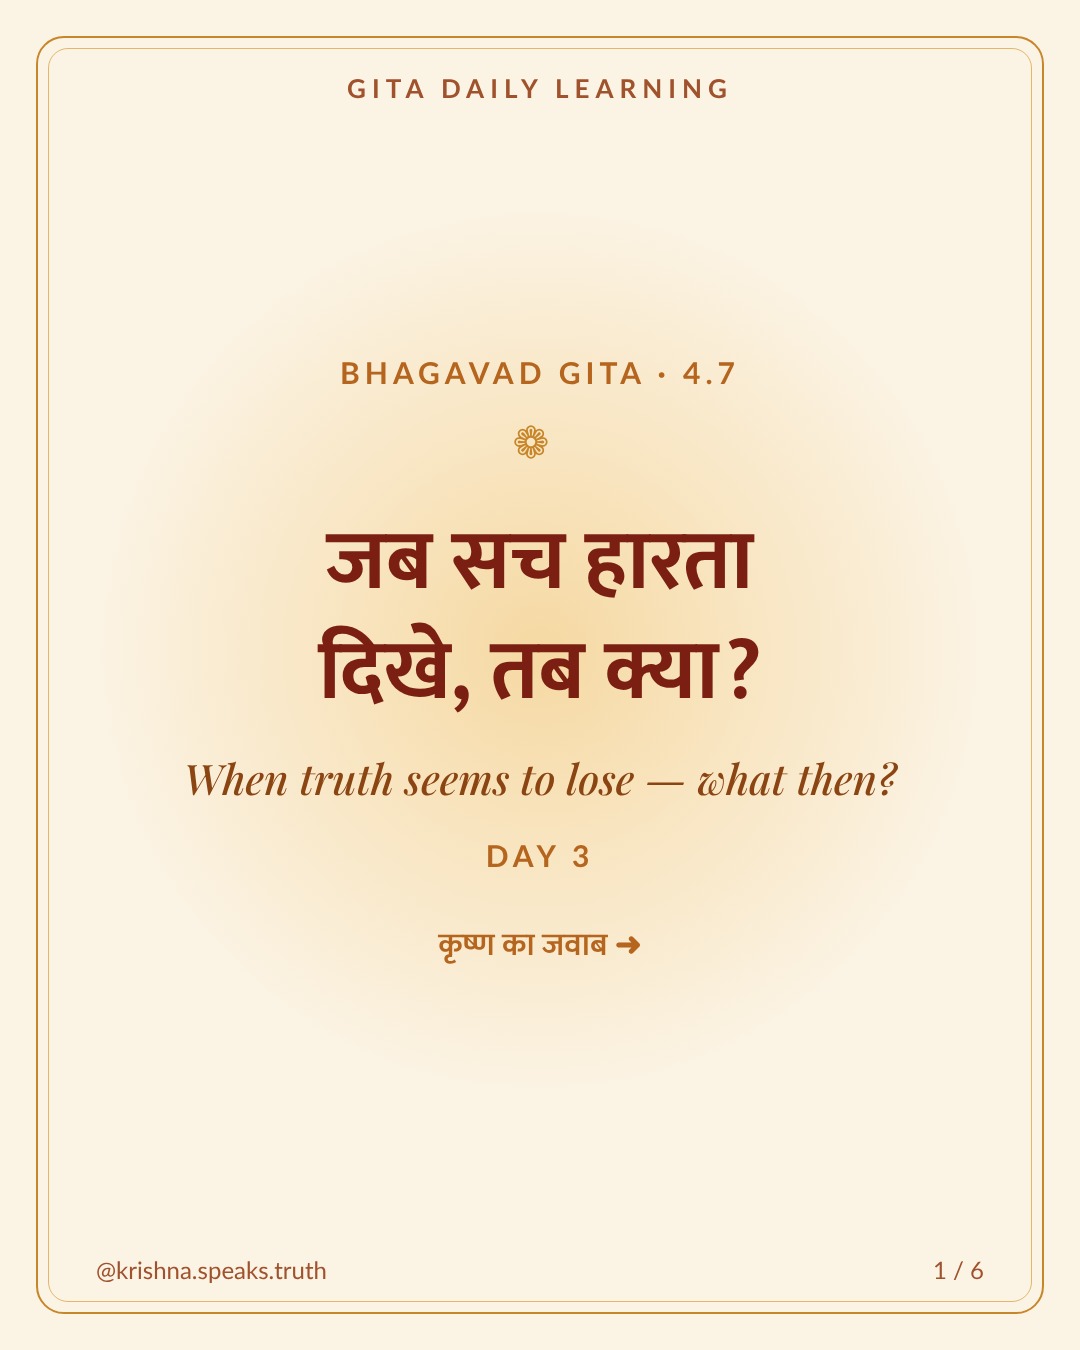 GITA DAILY LEARNING
BHAGAVAD GITA · 4.7
जब सच हारता
दिखे, तब क्या?
When truth seems to lose — what then?
DAY 3
कृष्ण का जवाब ➜
@krishna.speaks.truth
1 / 6